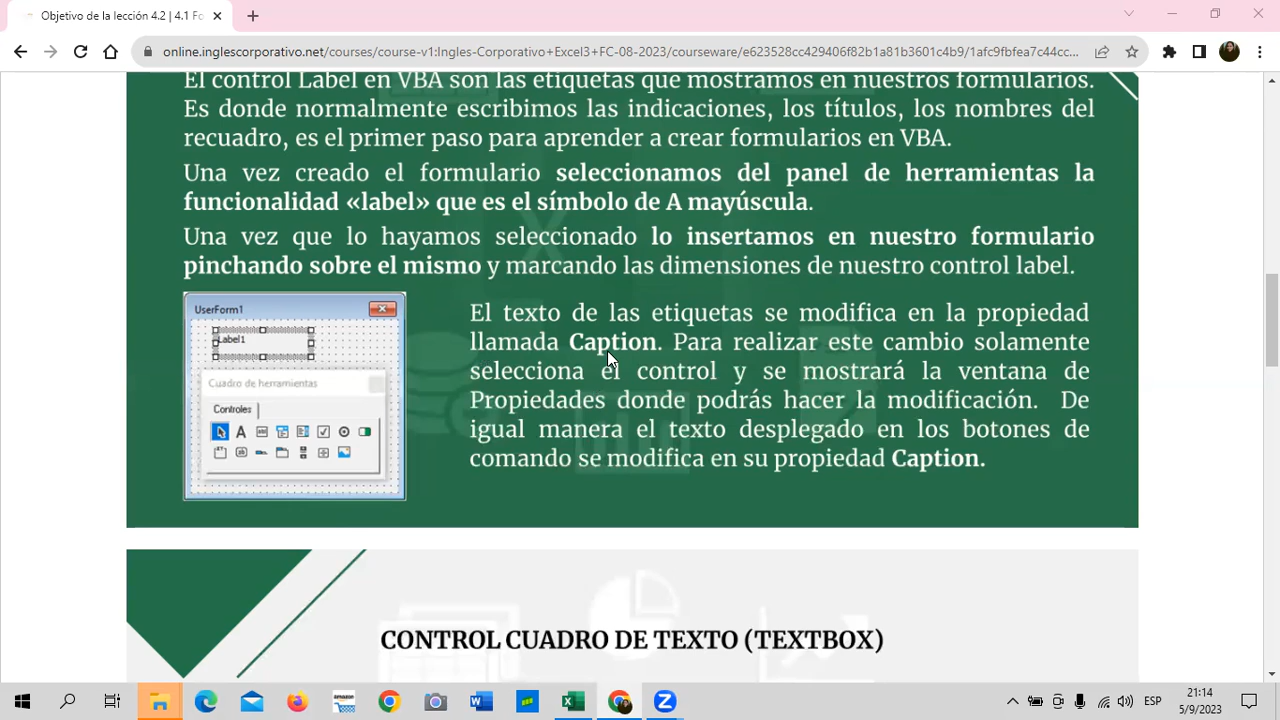 Objetivo de la lección 4.2 | 4.1 Fo
online.inglescorporativo.net/courses/course-v1:Ingles-Corporativo+Excel3+FC-08-2023/courseware/e623528cc429406f82b1a81b3601c4b9/1afc9fbfea7c44cc...
El control Label en VBA son las etiquetas que mostramos en nuestros formularios.
Es donde normalmente escribimos las indicaciones, los títulos, los nombres del
recuadro, es el primer paso para aprender a crear formularios en VBA.
Una vez creado el formulario seleccionamos del panel de herramientas la
funcionalidad «label» que es el símbolo de A mayúscula.
Una vez que lo hayamos seleccionado lo insertamos en nuestro formulario
pinchando sobre el mismo y marcando las dimensiones de nuestro control label.
UserForm1
Label1
Cuadro de herramientas
Controles
A
El texto de las etiquetas se modifica en la propiedad
llamada Caption. Para realizar este cambio solamente
selecciona el control y se mostrará la ventana de
Propiedades donde podrás hacer la modificación. De
igual manera el texto desplegado en los botones de
comando se modifica en su propiedad Caption.
CONTROL CUADRO DE TEXTO (TEXTBOX)
ESP
21:14
5/9/2023